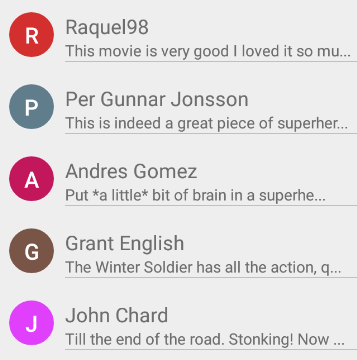 R
Raquel98
This movie is very good I loved it so mu...
P
Per Gunnar Jonsson
This is indeed a great piece of superher...
A
Andres Gomez
Put *a little* bit of brain in a superhe...
G
Grant English
The Winter Soldier has all the action, q...
J
John Chard
Till the end of the road. Stonking! Now ...